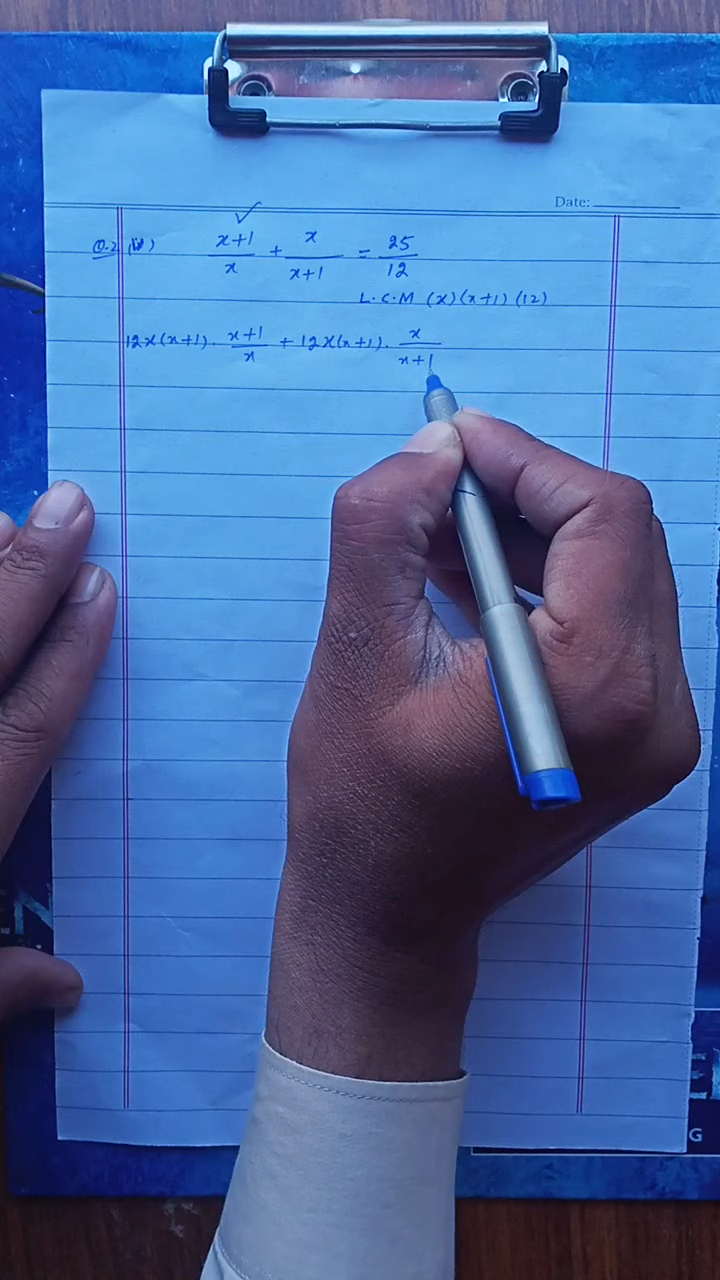 Date:
Q.2 (ii) x+1/x + x/x+1 = 25/12
L.C.M (x)(x+1)(12)
12x(x+1) . x+1/x + 12x(x+1) . x/x+1
G